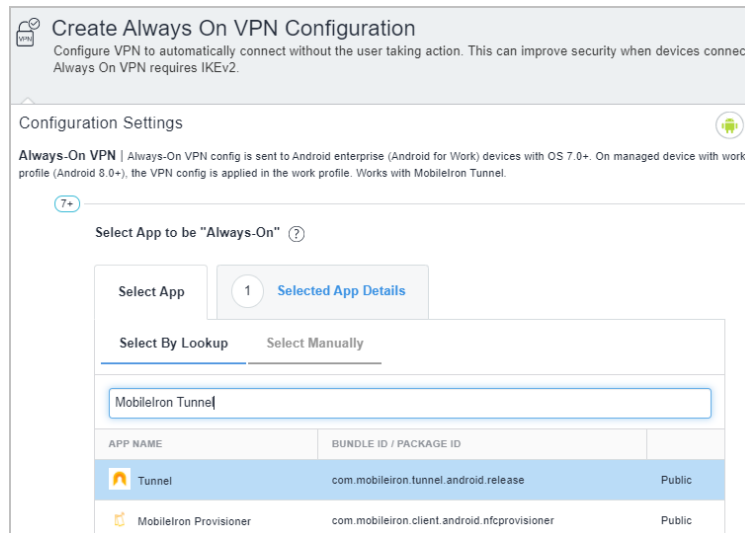 VPN
Create Always On VPN Configuration
Configure VPN to automatically connect without the user taking action. This can improve security when devices connec
Always On VPN requires IKEv2.
Configuration Settings
Always-On VPN | Always-On VPN config is sent to Android enterprise (Android for Work) devices with OS 7.0+. On managed device with work
profile (Android 8.0+), the VPN config is applied in the work profile. Works with MobileIron Tunnel.
7+
Select App to be "Always-On" ?
Select App 1 Selected App Details
Select By Lookup Select Manually
MobileIron Tunnel
APP NAME BUNDLE ID / PACKAGE ID
Tunnel com.mobileiron.tunnel.android.release Public
MobileIron Provisioner com.mobileiron.client.android.nfcprovisioner Public